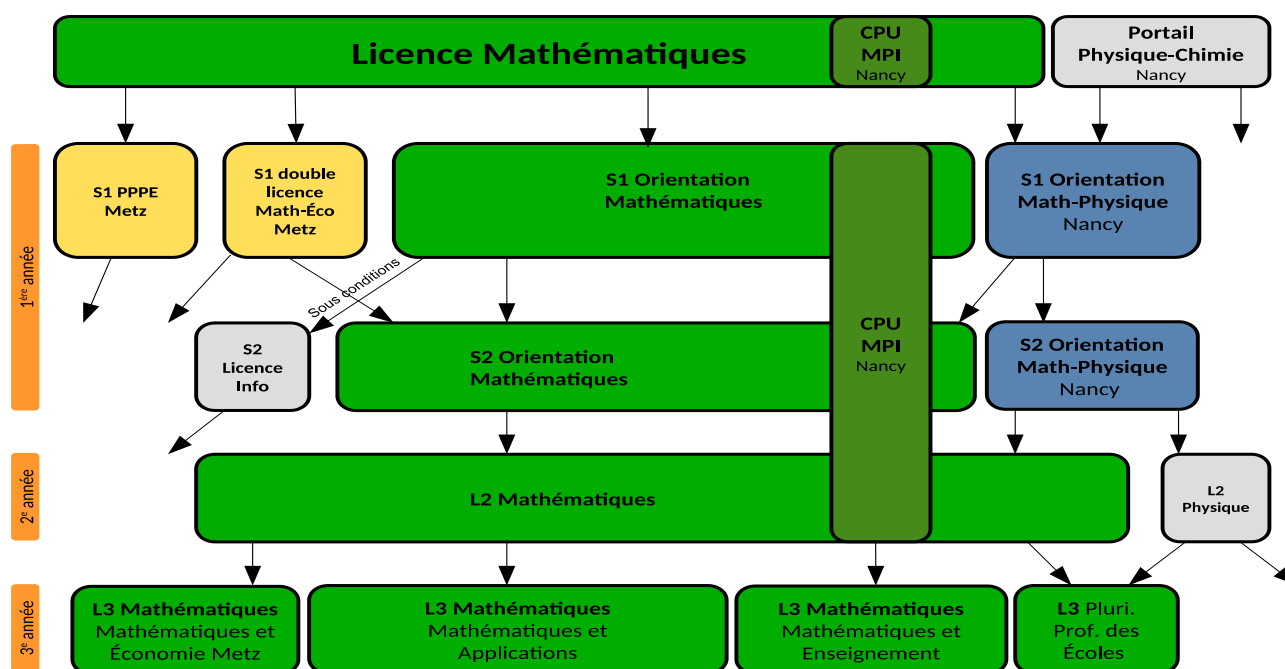 Licence Mathématiques
CPU
MPI
Nancy
Portail
Physique-Chimie
Nancy
1ère année
S1 PPPE
Metz
S1 double
licence
Math-Éco
Metz
S1 Orientation
Mathématiques
S1 Orientation
Math-Physique
Nancy
Sous conditions
S2
Licence
Info
S2 Orientation
Mathématiques
CPU
MPI
Nancy
S2 Orientation
Math-Physique
Nancy
2e année
L2 Mathématiques
L2
Physique
3e année
L3 Mathématiques
Mathématiques et
Économie Metz
L3 Mathématiques
Mathématiques et
Applications
L3 Mathématiques
Mathématiques et
Enseignement
L3 Pluri.
Prof. des
Écoles